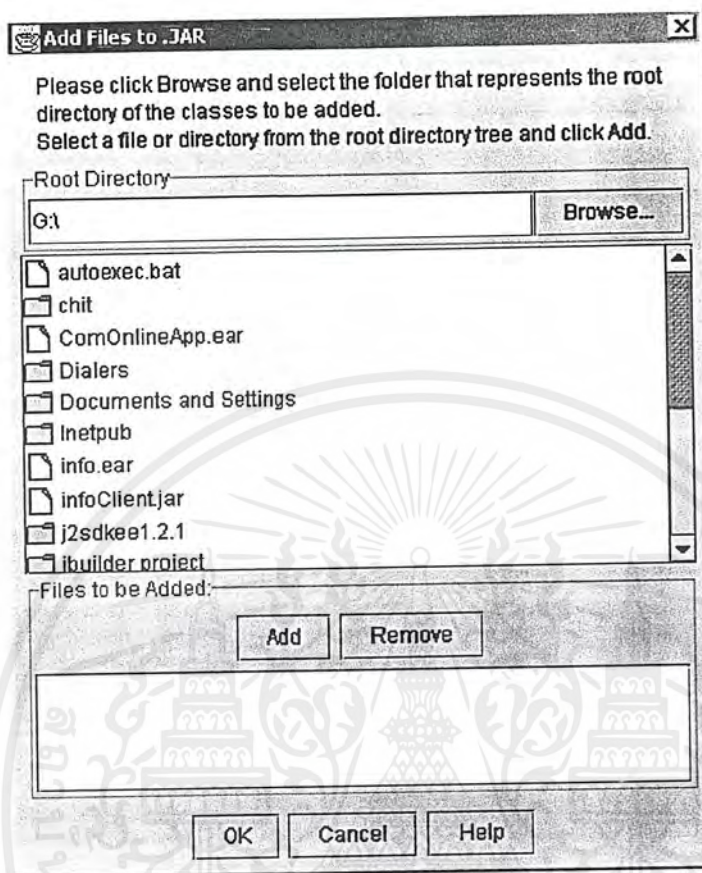 Add Files to .JAR
Please click Browse and select the folder that represents the root
directory of the classes to be added.
Select a file or directory from the root directory tree and click Add.
Root Directory
G:\
Browse...
autoexec.bat
chit
ComOnlineApp.ear
Dialers
Documents and Settings
Inetpub
info.ear
infoClient.jar
j2sdkee1.2.1
jbuilder project
Files to be Added:
Add
Remove
OK
Cancel
Help